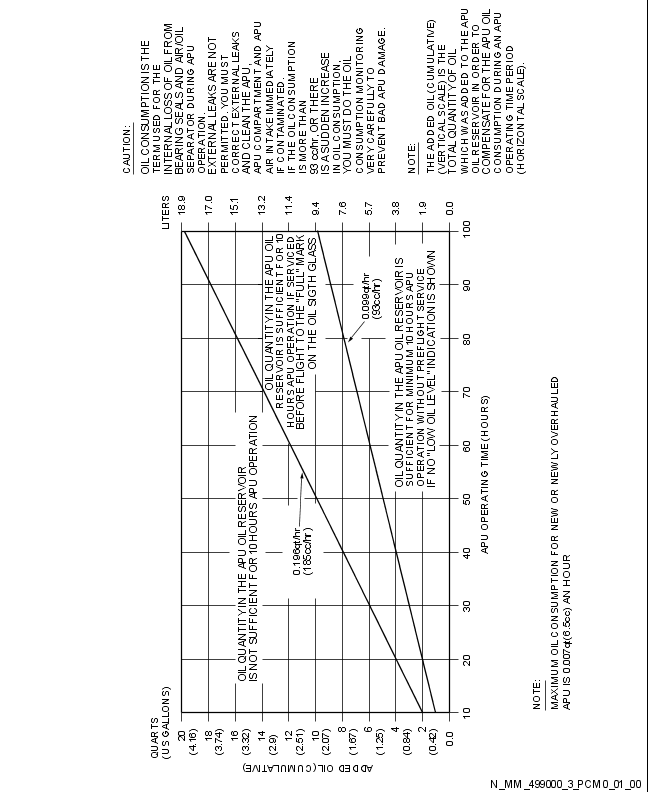 CAUTION:
OIL CONSUMPTION IS THE
TERM USED FOR THE
INTERNAL LOSS OF OIL FROM
BEARING SEALS AND AIR/OIL
SEPARATOR DURING APU
OPERATION.
EXTERNAL LEAKS ARE NOT
PERMITTED. YOU MUST
CORRECT EXTERNAL LEAKS
AND CLEAN THE APU,
APU COMPARTMENT AND APU
AIR INTAKE IMMEDIATELY
IF CONTAMINATED.
IF THE OIL CONSUMPTION
IS MORE THAN
93 cc/hr, OR THERE
IS A SUDDEN INCREASE
IN OIL CONSUMPTION,
YOU MUST DO THE OIL
CONSUMPTION MONITORING
VERY CAREFULLY TO
PREVENT BAD APU DAMAGE.
NOTE:
THE ADDED OIL (CUMULATIVE)
(VERTICAL SCALE) IS THE
TOTAL QUANTITY OF OIL
WHICH WAS ADDED TO THE APU
OIL RESERVOIR IN ORDER TO
COMPENSATE FOR THE APU OIL
CONSUMPTION DURING AN APU
OPERATING TIME PERIOD
(HORIZONTAL SCALE).
QUARTS
(US GALLONS)
LITERS
20
(4.16)
18.9
18
(3.74)
17.0
16
(3.32)
15.1
14
(2.9)
13.2
12
(2.51)
11.4
10
(2.07)
9.4
8
(1.67)
7.6
6
(1.25)
5.7
4
(0.84)
3.8
2
(0.42)
1.9
0.0
0.0
ADDED OIL (CUMULATIVE)
OIL QUANTITY IN THE APU OIL RESERVOIR
IS NOT SUFFICIENT FOR 10 HOURS APU OPERATION
OIL QUANTITY IN THE APU OIL
RESERVOIR IS SUFFICIENT FOR 10
HOURS APU OPERATION IF SERVICED
BEFORE FLIGHT TO THE "FULL" MARK
ON THE OIL SIGTH GLASS
0.196qt/hr
(185cc/hr)
0.099qt/hr
(93cc/hr)
OIL QUANTITY IN THE APU OIL RESERVOIR IS
SUFFICIENT FOR MINIMUM 10 HOURS APU
OPERATION WITHOUT PREFLIGHT SERVICE
IF NO "LOW OIL LEVEL" INDICATION IS SHOWN
10 20 30 40 50 60 70 80 90 100
APU OPERATING TIME (HOURS)
NOTE:
MAXIMUM OIL CONSUMPTION FOR NEW OR NEWLY OVERHAULED
APU IS 0.007qt(6.5cc) AN HOUR
N_MM_499000_3_PCM0_01_00